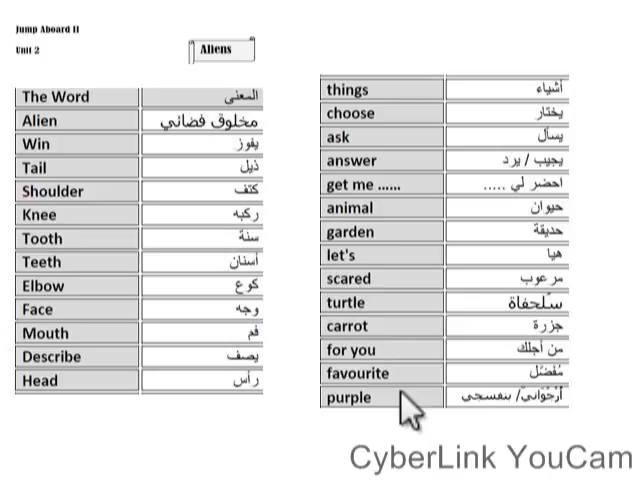 Jump Aboard II
Unit 2
Aliens
The Word المعنى
Alien مخلوق فضائي
Win يفوز
Tail ذيل
Shoulder كتف
Knee ركبه
Tooth سنة
Teeth أسنان
Elbow كوع
Face وجه
Mouth فم
Describe يصف
Head رأس
things أشياء
choose يختار
ask يسأل
answer يجيب / يرد
get me ...... احضر لي .....
animal حيوان
garden حديقة
let's هيا
scared مرعوب
turtle سلحفاة
carrot جزرة
for you من أجلك
favourite مُفضّل
purple أُرْجُوَانيّ/ بنفسجى
CyberLink YouCam